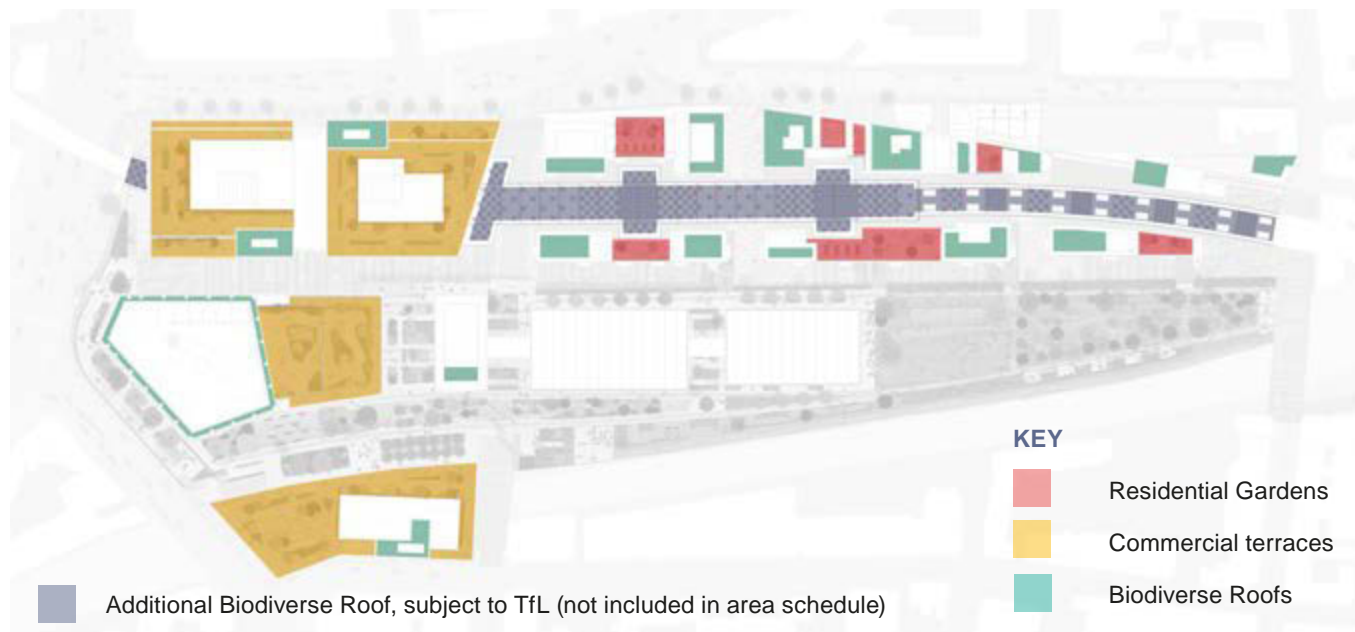 KEY
Residential Gardens
Commercial terraces
Biodiverse Roofs
Additional Biodiverse Roof, subject to TfL (not included in area schedule)